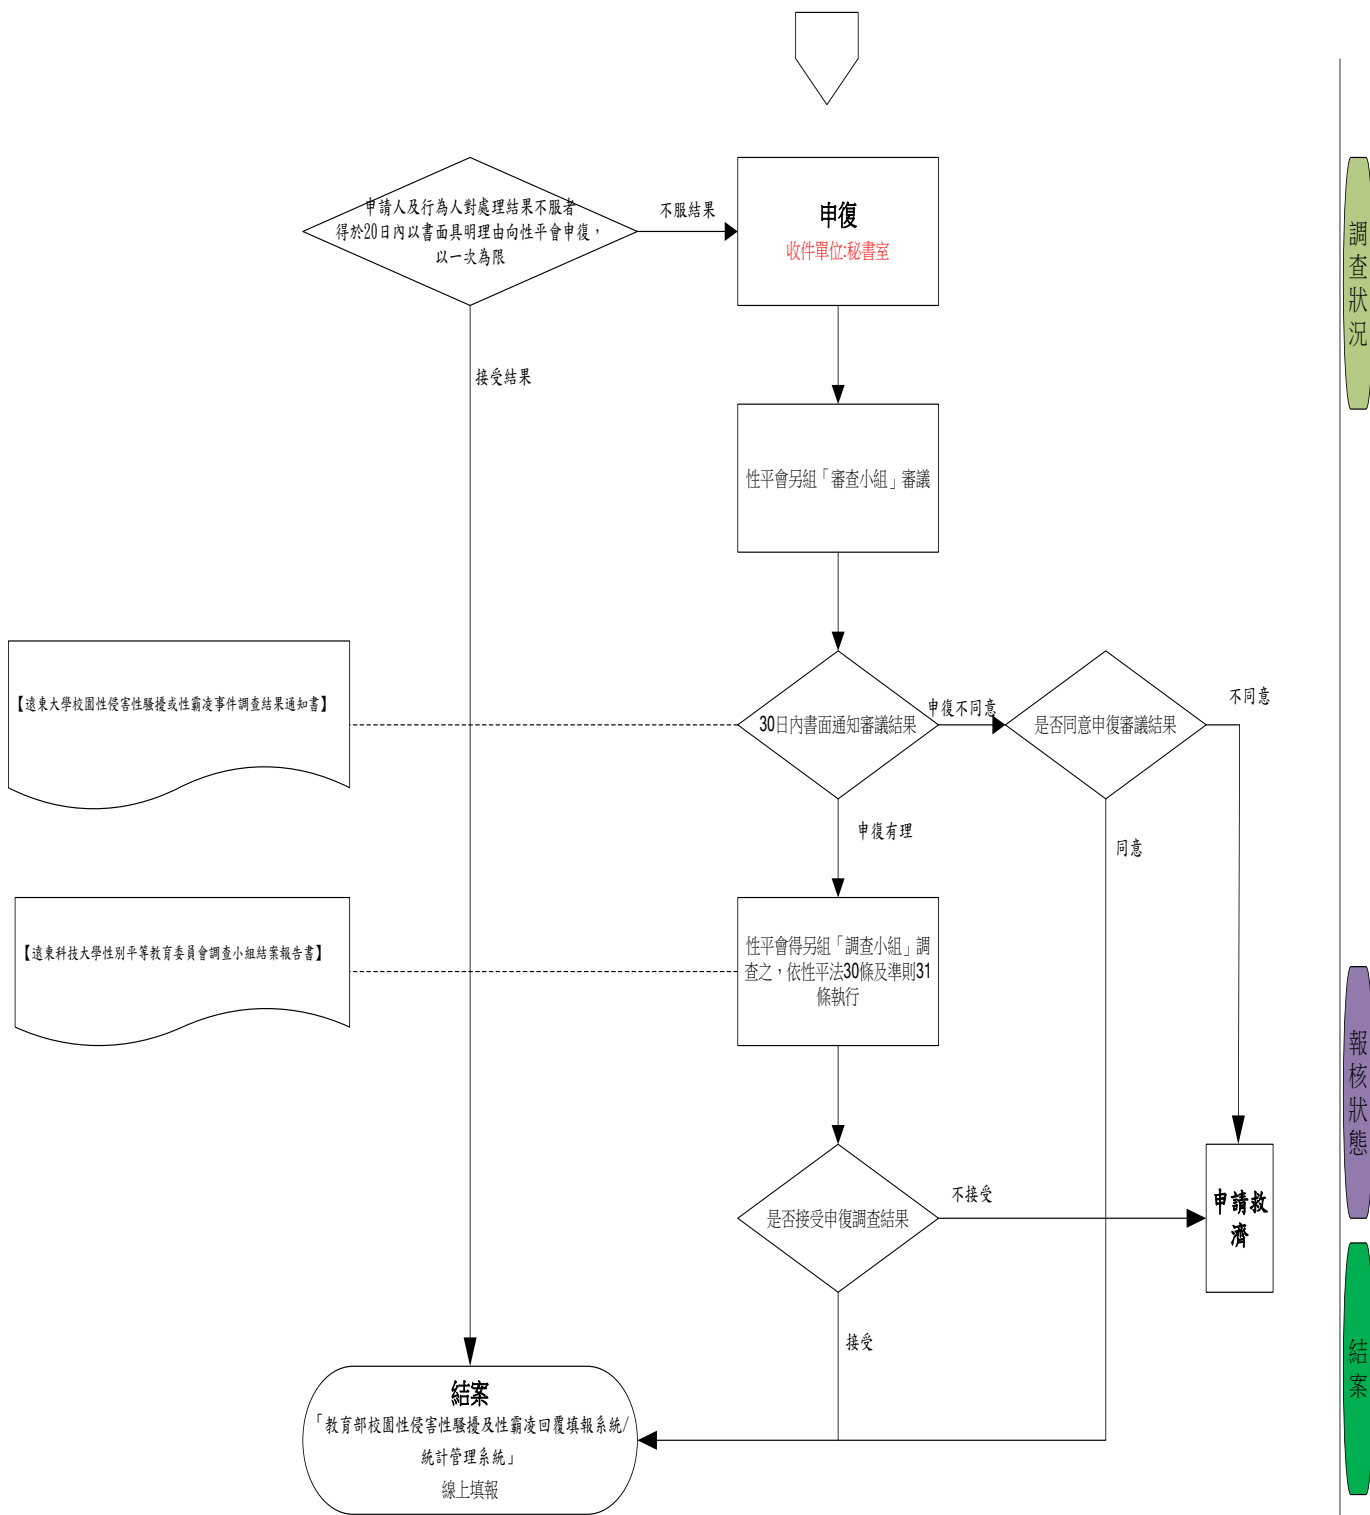 申請人及行為人對處理結果不服者
得於20日內以書面具明理由向性平會申復，
以一次為限
不服結果
申復
收件單位:秘書室
調查狀況
接受結果
性平會另組「審查小組」審議
【遠東大學校園性侵害性騷擾或性霸凌事件調查結果通知書】
30日內書面通知審議結果
申復不同意
是否同意申復審議結果
不同意
申復有理
同意
【遠東科技大學性別平等教育委員會調查小組結案報告書】
性平會得另組「調查小組」調
查之，依性平法30條及準則31
條執行
報核狀態
是否接受申復調查結果
不接受
申請救
濟
接受
結案
「教育部校園性侵害性騷擾及性霸凌回覆填報系統/
統計管理系統」
線上填報
結案